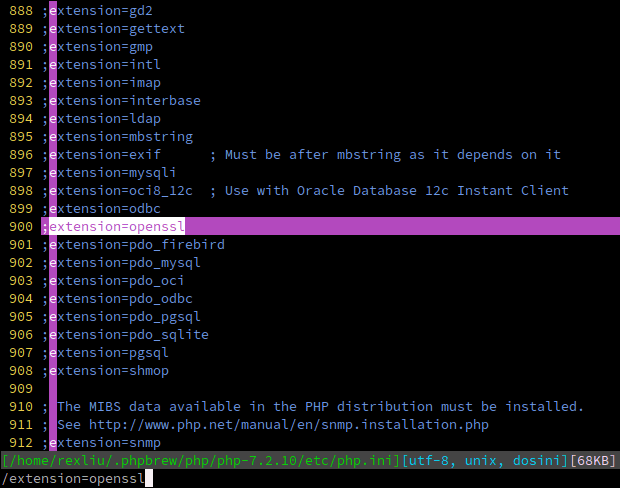 888 ;extension=gd2
889 ;extension=gettext
890 ;extension=gmp
891 ;extension=intl
892 ;extension=imap
893 ;extension=interbase
894 ;extension=ldap
895 ;extension=mbstring
896 ;extension=exif      ; Must be after mbstring as it depends on it
897 ;extension=mysqli
898 ;extension=oci8_12c  ; Use with Oracle Database 12c Instant Client
899 ;extension=odbc
900 ;extension=openssl
901 ;extension=pdo_firebird
902 ;extension=pdo_mysql
903 ;extension=pdo_oci
904 ;extension=pdo_odbc
905 ;extension=pdo_pgsql
906 ;extension=pdo_sqlite
907 ;extension=pgsql
908 ;extension=shmop
909
910 ; The MIBS data available in the PHP distribution must be installed.
911 ; See http://www.php.net/manual/en/snmp.installation.php
912 ;extension=snmp
[/home/rexliu/.phpbrew/php/php-7.2.10/etc/php.ini][utf-8, unix, dosini][68KB]
/extension=openssl